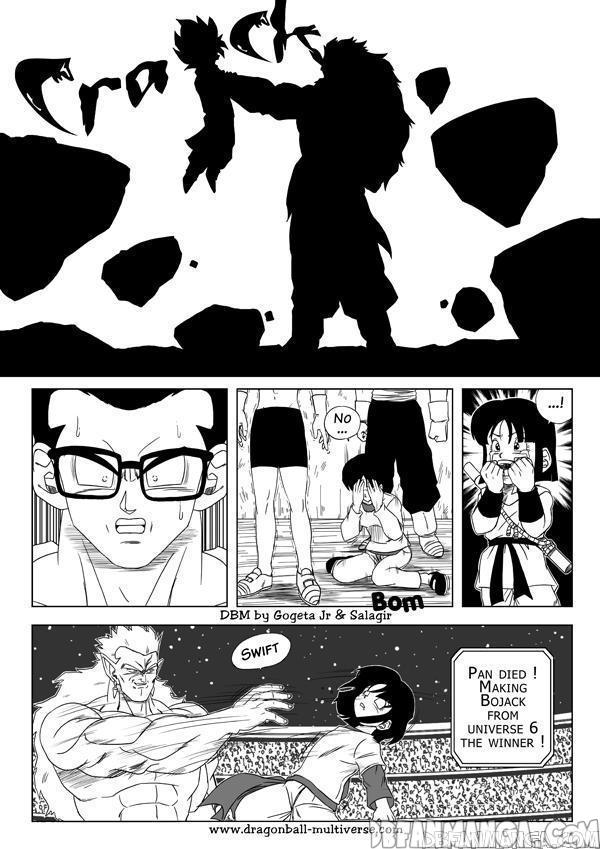 Crack
NO
...
...!
Bom
DBM by Gogeta Jr & Salagir
SWIFT
PAN DIED !
MAKING
BOJACK
FROM
UNIVERSE 6
THE WINNER !
www.dragonball-multiverse.com